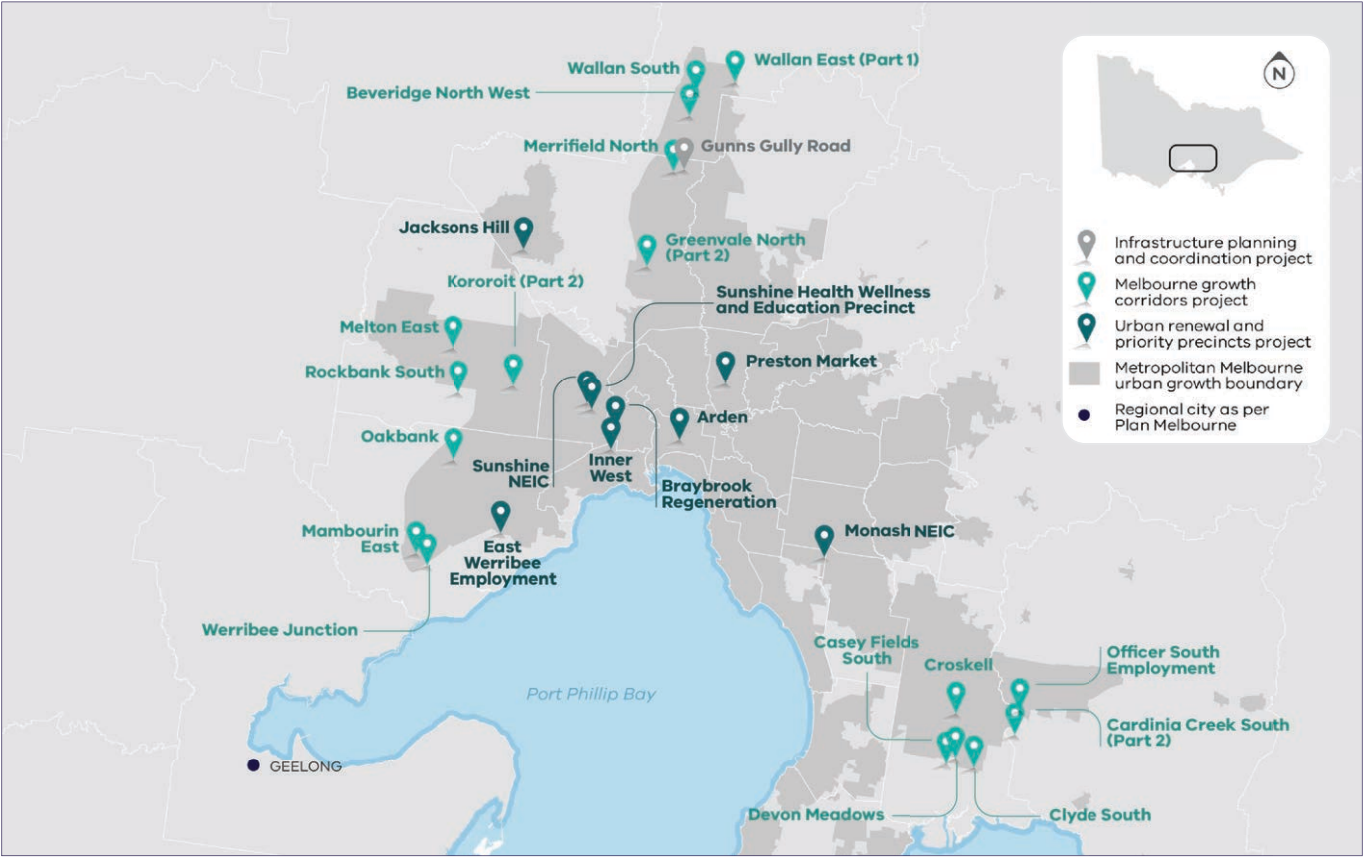 Wallan South
Wallan East (Part 1)
Beveridge North West
Merrifield North
Gunns Gully Road
Jacksons Hill
Greenvale North
(Part 2)
Kororoit (Part 2)
Sunshine Health Wellness
and Education Precinct
Melton East
Preston Market
Rockbank South
Arden
Oakbank
Sunshine
NEIC
Inner
West
Braybrook
Regeneration
Mambourin
East
East
Werribee
Employment
Monash NEIC
Werribee Junction
Casey Fields
South
Croskell
Officer South
Employment
Port Phillip Bay
Cardinia Creek South
(Part 2)
GEELONG
Devon Meadows
Clyde South
N
Infrastructure planning
and coordination project
Melbourne growth
corridors project
Urban renewal and
priority precincts project
Metropolitan Melbourne
urban growth boundary
Regional city as per
Plan Melbourne